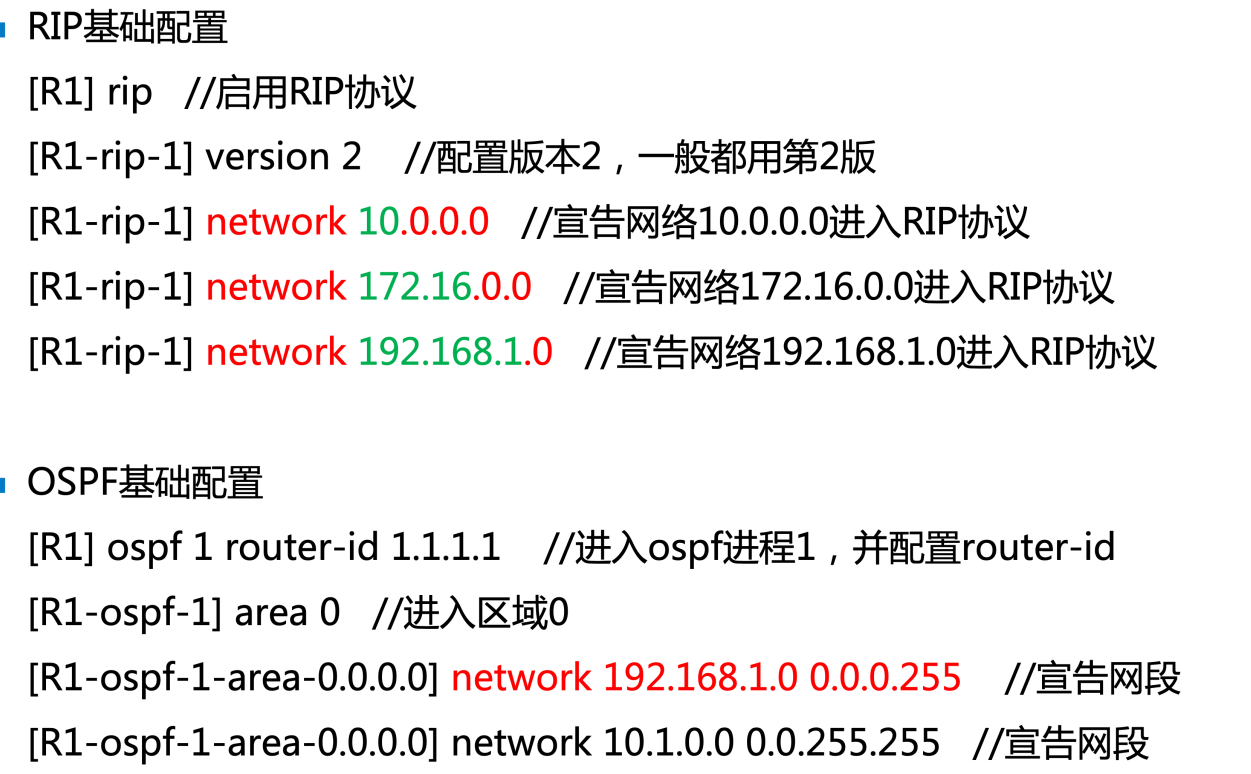 RIP基础配置
[R1] rip //启用RIP协议
[R1-rip-1] version 2 //配置版本2，一般都用第2版
[R1-rip-1] network 10.0.0.0 //宣告网络10.0.0.0进入RIP协议
[R1-rip-1] network 172.16.0.0 //宣告网络172.16.0.0进入RIP协议
[R1-rip-1] network 192.168.1.0 //宣告网络192.168.1.0进入RIP协议
OSPF基础配置
[R1] ospf 1 router-id 1.1.1.1 //进入ospf进程1，并配置router-id
[R1-ospf-1] area 0 //进入区域0
[R1-ospf-1-area-0.0.0.0] network 192.168.1.0 0.0.0.255 //宣告网段
[R1-ospf-1-area-0.0.0.0] network 10.1.0.0 0.0.255.255 //宣告网段